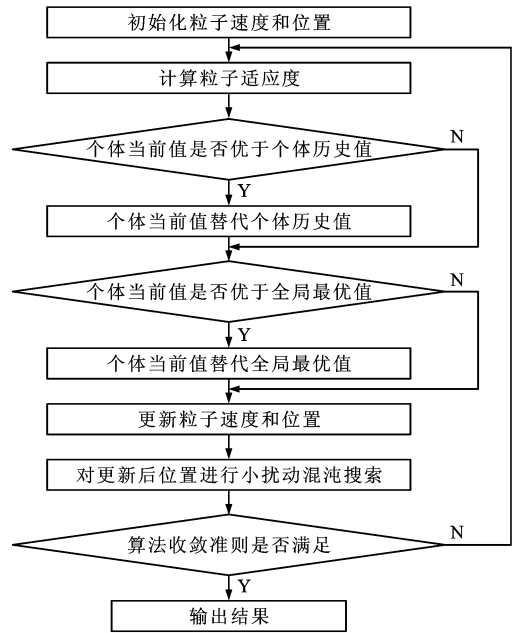 初始化粒子速度和位置
计算粒子适应度
个体当前值是否优于个体历史值
N
Y
个体当前值替代个体历史值
个体当前值是否优于全局最优值
N
Y
个体当前值替代全局最优值
更新粒子速度和位置
对更新后位置进行小扰动混沌搜索
算法收敛准则是否满足
N
Y
输出结果